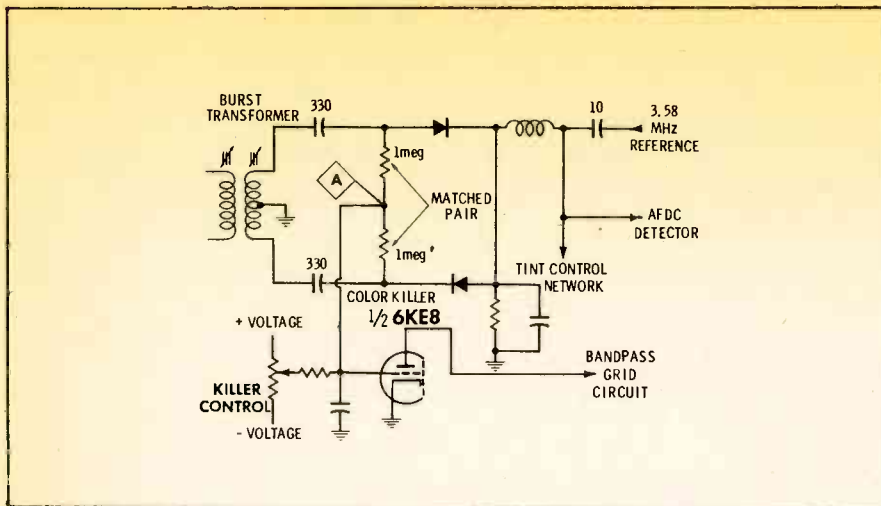 BURST
TRANSFORMER
330
10
3.58
MHz
REFERENCE
1meg
A
MATCHED
PAIR
AFDC
DETECTOR
1meg
330
TINT CONTROL
NETWORK
COLOR KILLER
1/2 6KE8
+ VOLTAGE
KILLER
CONTROL
- VOLTAGE
BANDPASS
GRID
CIRCUIT